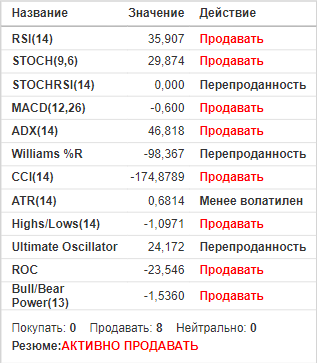 Название Значение Действие
RSI(14) 35,907 Продавать
STOCH(9,6) 29,874 Продавать
STOCHRSI(14) 0,000 Перепроданность
MACD(12,26) -0,600 Продавать
ADX(14) 46,818 Продавать
Williams %R -98,367 Перепроданность
CCI(14) -174,8789 Продавать
ATR(14) 0,6814 Менее волатилен
Highs/Lows(14) -1,0971 Продавать
Ultimate Oscillator 24,172 Перепроданность
ROC -23,546 Продавать
Bull/Bear
Power(13) -1,5360 Продавать
Покупать: 0 Продавать: 8 Нейтрально: 0
Резюме:АКТИВНО ПРОДАВАТЬ